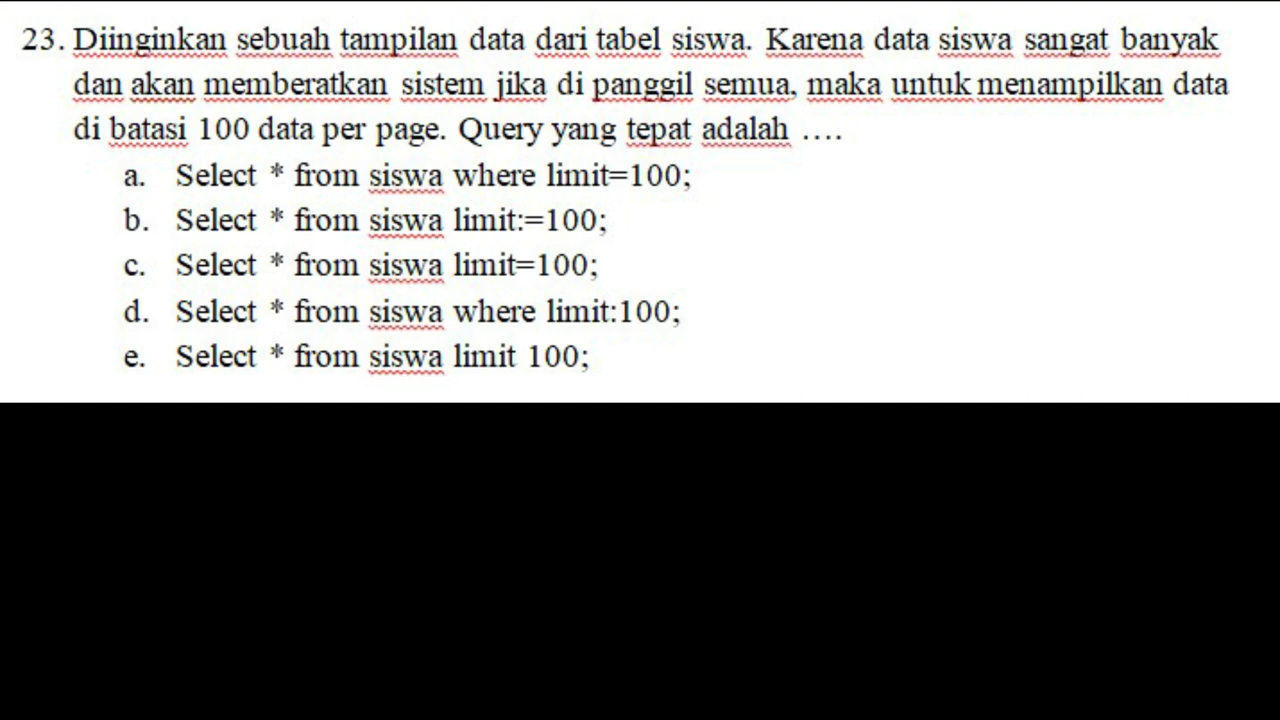 23. Diinginkan sebuah tampilan data dari tabel siswa. Karena data siswa sangat banyak
dan akan memberatkan sistem jika di panggil semua, maka untuk menampilkan data
di batasi 100 data per page. Query yang tepat adalah ….
a. Select * from siswa where limit=100;
b. Select * from siswa limit:=100;
c. Select * from siswa limit=100;
d. Select * from siswa where limit:100;
e. Select * from siswa limit 100;